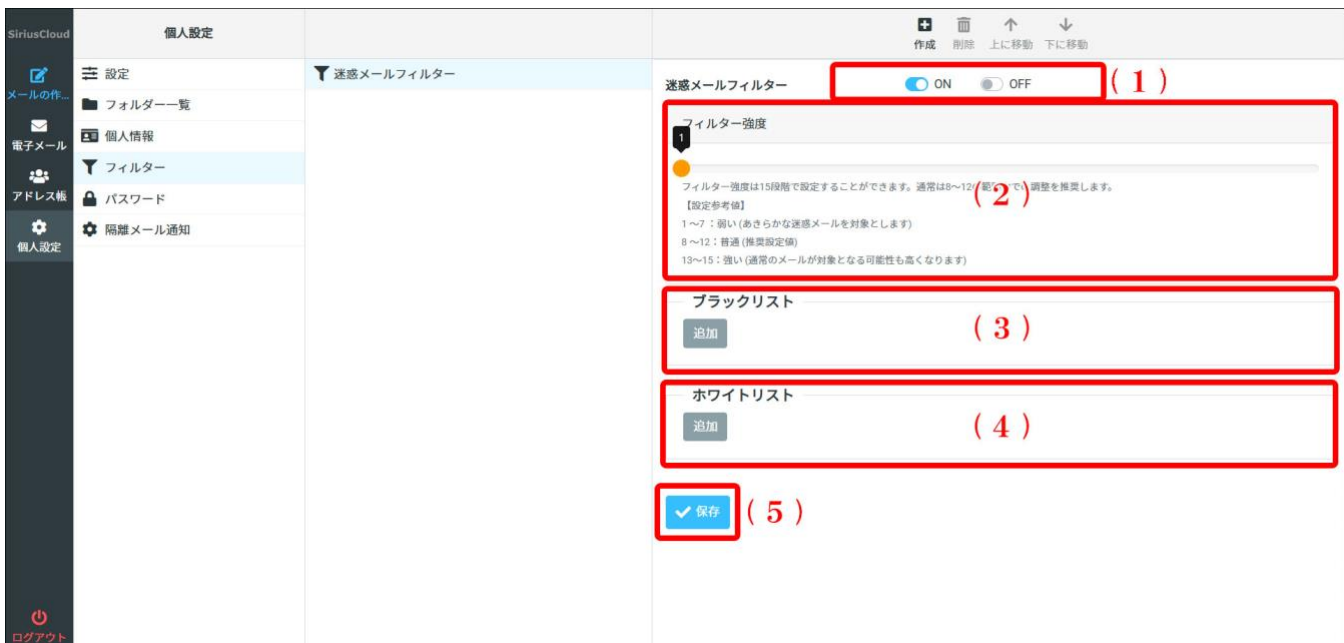 SiriusCloud
メールの作...
電子メール
アドレス帳
個人設定
ログアウト
個人設定
設定
フォルダー一覧
個人情報
フィルター
パスワード
隔離メール通知
迷惑メールフィルター
作成 削除 上に移動 下に移動
迷惑メールフィルター ON OFF (1)
フィルター強度
1
フィルター強度は15段階で設定することができます。通常は8〜12 調整を推奨します。
(2)
【設定参考値】
1〜7:弱い (あきらかな迷惑メールを対象とします)
8〜12:普通 (推奨設定値)
13〜15:強い (通常のメールが対象となる可能性も高くなります)
ブラックリスト
追加
(3)
ホワイトリスト
追加
(4)
保存 (5)